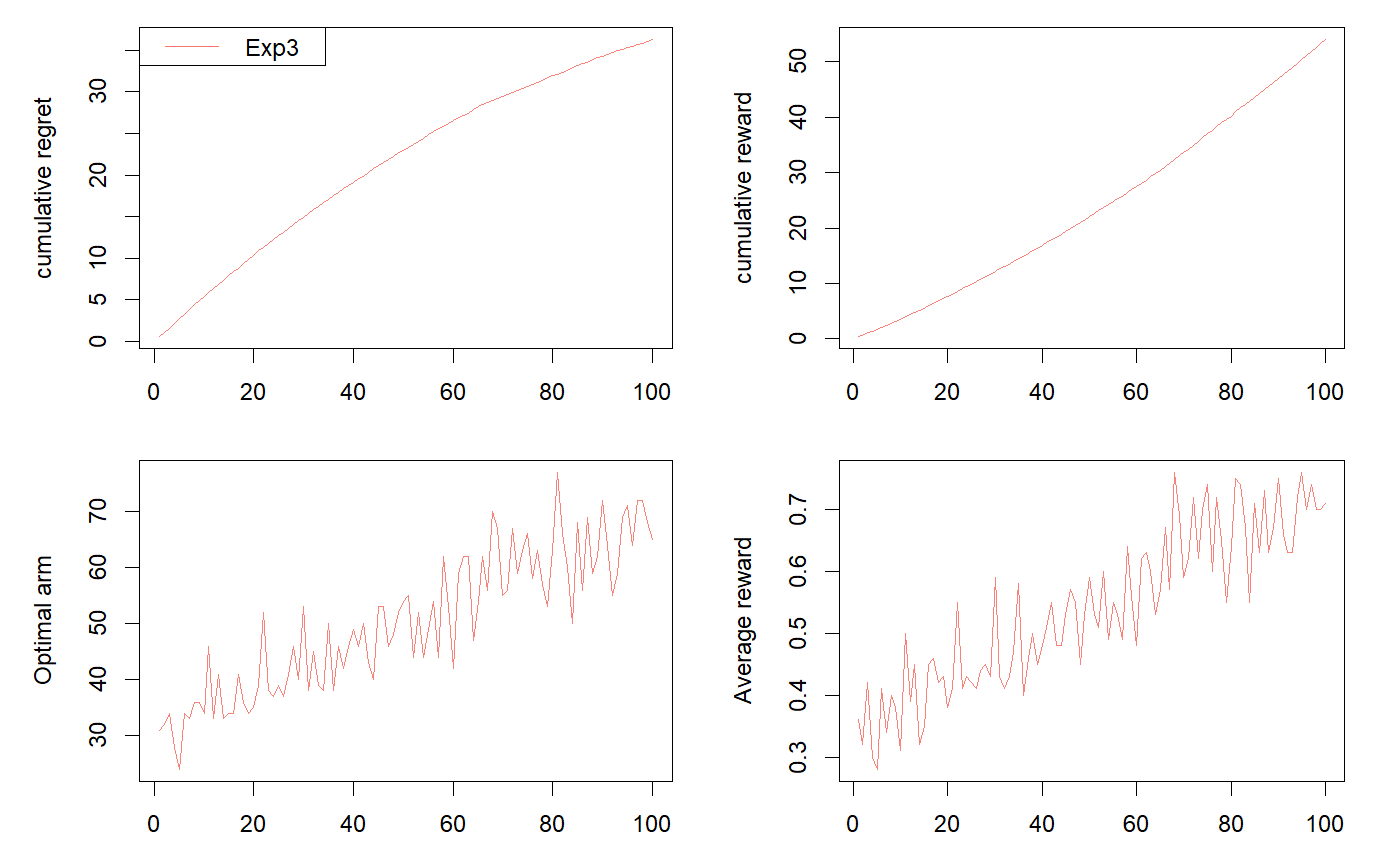 Exp3
cumulative regret
0 5 10 20 30
0 20 40 60 80 100
cumulative reward
0 10 20 30 40 50
0 20 40 60 80 100
Optimal arm
30 40 50 60 70
0 20 40 60 80 100
Average reward
0.3 0.4 0.5 0.6 0.7
0 20 40 60 80 100